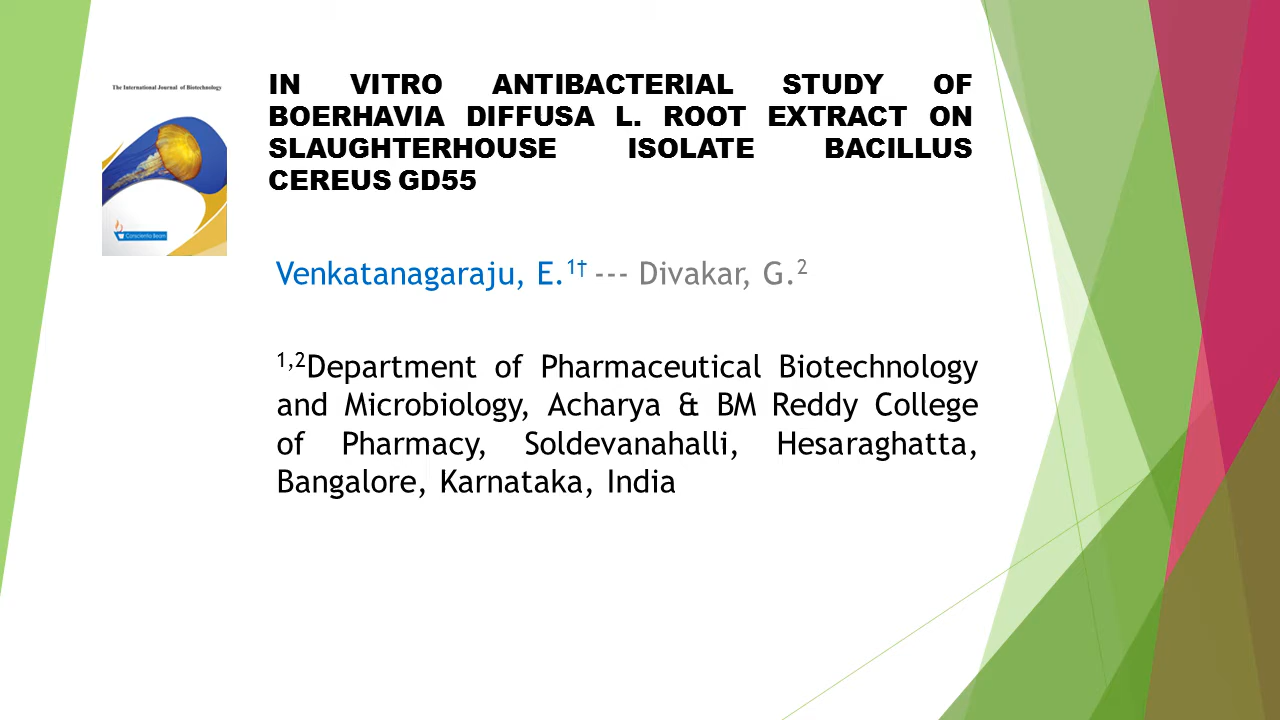 The International Journal of Biotechnology
Conscientia Beam
IN VITRO ANTIBACTERIAL STUDY OF
BOERHAVIA DIFFUSA L. ROOT EXTRACT ON
SLAUGHTERHOUSE ISOLATE BACILLUS
CEREUS GD55
Venkatanagaraju, E.¹† --- Divakar, G.²
¹,²Department of Pharmaceutical Biotechnology
and Microbiology, Acharya & BM Reddy College
of Pharmacy, Soldevanahalli, Hesaraghatta,
Bangalore, Karnataka, India